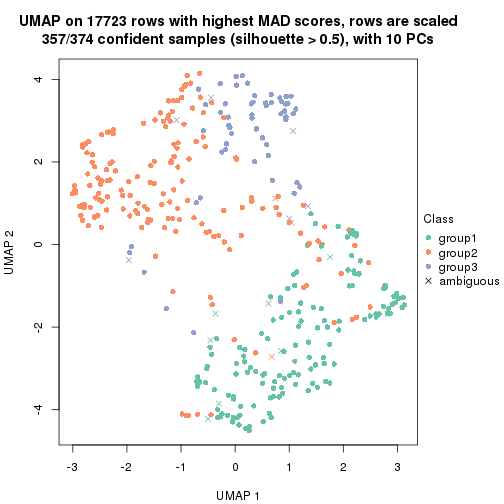 UMAP on 17723 rows with highest MAD scores, rows are scaled
357/374 confident samples (silhouette > 0.5), with 10 PCs
4
2
0
-2
-4
UMAP 2
-3
-2
-1
0
1
2
3
UMAP 1
Class
group1
group2
group3
ambiguous